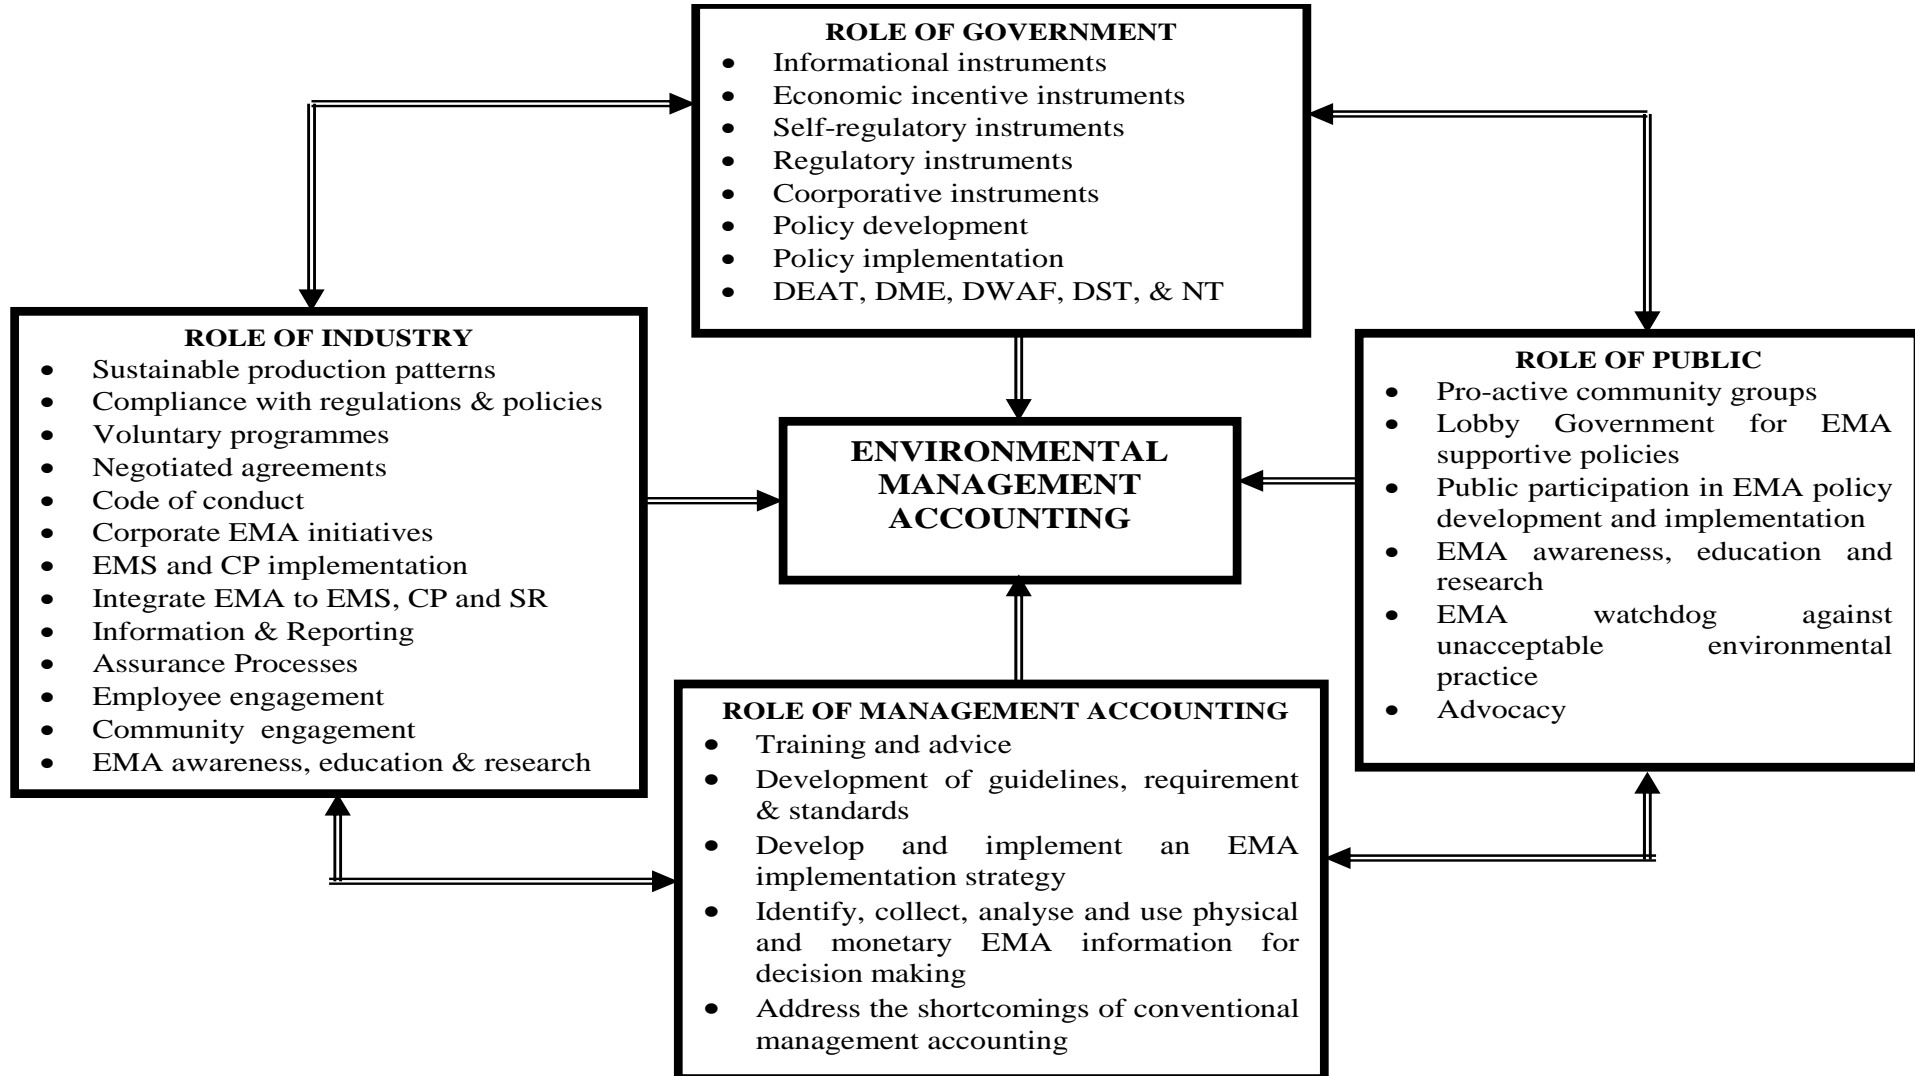 ROLE OF GOVERNMENT
• Informational instruments
• Economic incentive instruments
• Self-regulatory instruments
• Regulatory instruments
• Coorporative instruments
• Policy development
• Policy implementation
• DEAT, DME, DWAF, DST, & NT
ROLE OF INDUSTRY
• Sustainable production patterns
• Compliance with regulations & policies
• Voluntary programmes
• Negotiated agreements
• Code of conduct
• Corporate EMA initiatives
• EMS and CP implementation
• Integrate EMA to EMS, CP and SR
• Information & Reporting
• Assurance Processes
• Employee engagement
• Community engagement
• EMA awareness, education & research
ENVIRONMENTAL
MANAGEMENT
ACCOUNTING
ROLE OF PUBLIC
• Pro-active community groups
• Lobby Government for EMA
supportive policies
• Public participation in EMA policy
development and implementation
• EMA awareness, education and
research
• EMA watchdog against
unacceptable environmental
practice
• Advocacy
ROLE OF MANAGEMENT ACCOUNTING
• Training and advice
• Development of guidelines, requirement
& standards
• Develop and implement an EMA
implementation strategy
• Identify, collect, analyse and use physical
and monetary EMA information for
decision making
• Address the shortcomings of conventional
management accounting